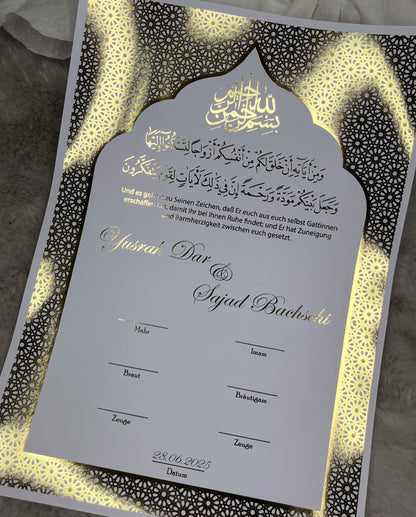 بسم الله الرحمن الرحيم
وَمِنْ آيَاتِهِ أَنْ خَلَقَ لَكُم مِّنْ أَنفُسِكُمْ أَزْوَاجًا لِّتَسْكُنُوا إِلَيْهَا
وَجَعَلَ بَيْنَكُم مَّوَدَّةً وَرَحْمَةً إِنَّ فِي ذَٰلِكَ لَآيَاتٍ لِّقَوْمٍ يَتَفَكَّرُونَ
Und es gehört zu Seinen Zeichen, daß Er euch aus euch selbst Gattinnen
erschaffen hat, damit ihr bei ihnen Ruhe findet; und Er hat Zuneigung
und Barmherzigkeit zwischen euch gesetzt.
Yusrah Dar
&
Sajad Bachschi
Mahr
Imam
Braut
Bräutigam
Zeuge
Zeuge
28.06.2025
Datum